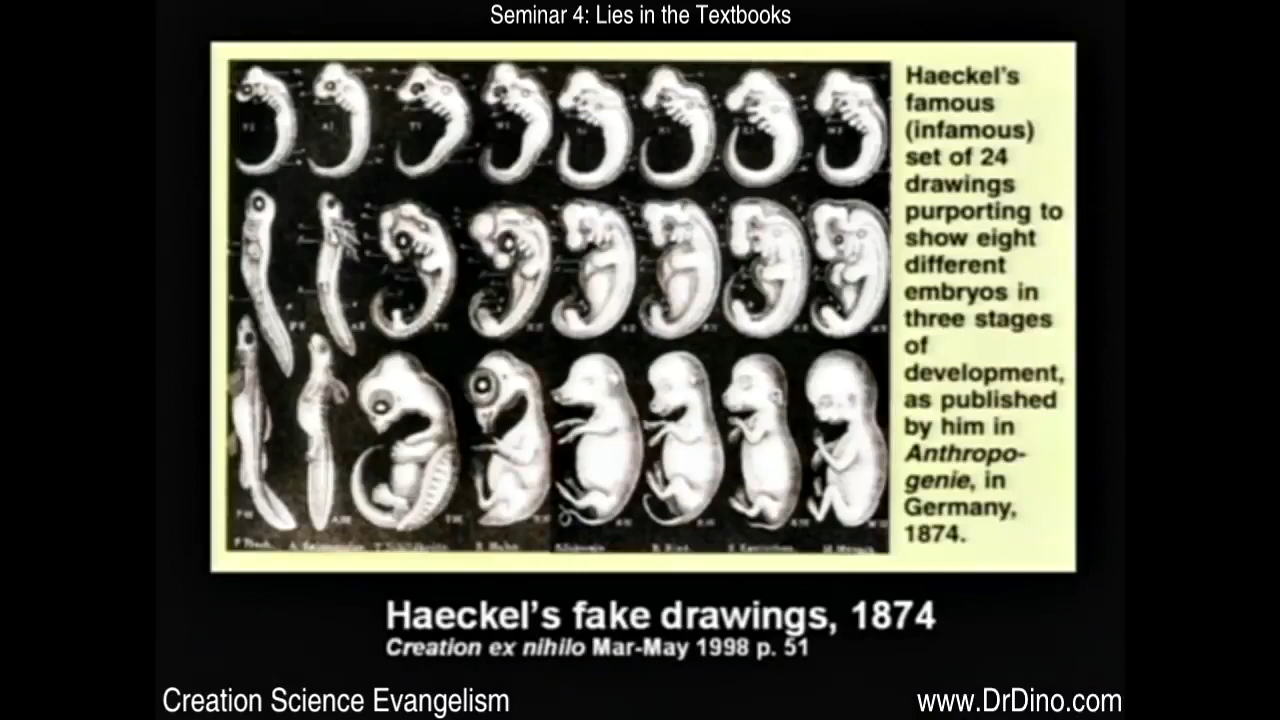 Seminar 4: Lies in the Textbooks
Haeckel's
famous
(infamous)
set of 24
drawings
purporting to
show eight
different
embryos in
three stages
of
development,
as published
by him in
Anthropo-
genie, in
Germany,
1874.
Haeckel's fake drawings, 1874
Creation ex nihilo Mar-May 1998 p. 51
Creation Science Evangelism
www.DrDino.com